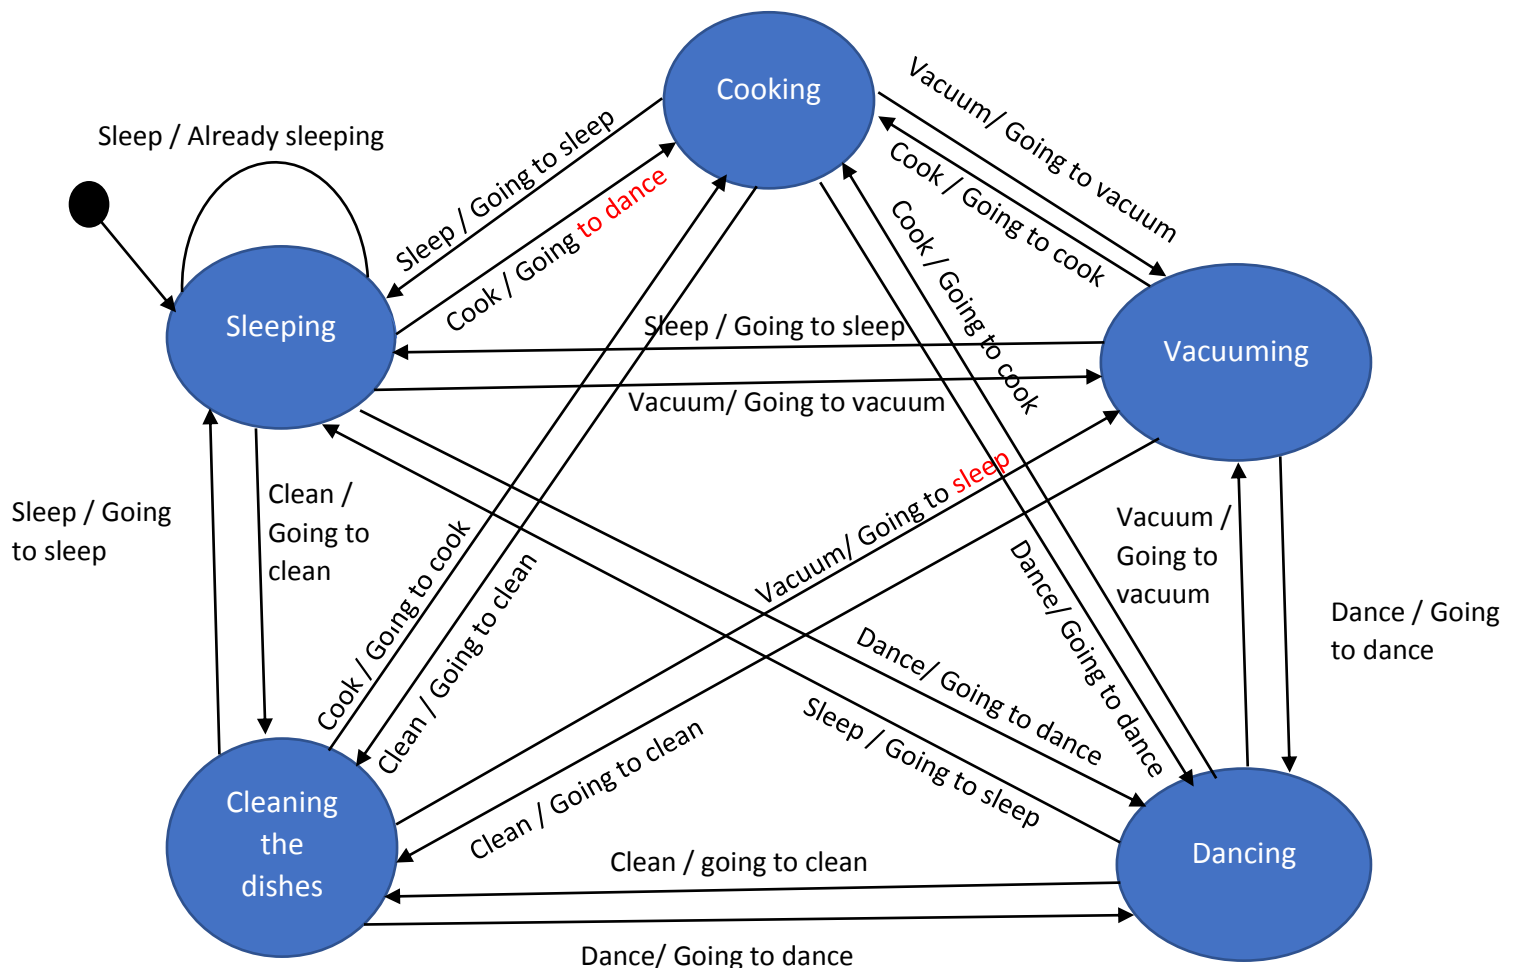 Cooking
Vacuum/ Going to vacuum
Sleep / Already sleeping
Sleep / Going to sleep
Cook / Going to cook
Cook / Going to dance
Cook / Going to cook
Sleeping
Sleep / Going to sleep
Vacuuming
Vacuum/ Going to vacuum
Sleep / Going
to sleep
Clean /
Going to
clean
Cook / Going to cook
Clean / Going to clean
Vacuum/ Going to sleep
Dance/ Going to dance
Vacuum /
Going to
vacuum
Dance / Going
to dance
Dance/ Going to dance
Sleep / Going to sleep
Clean / Going to clean
Cleaning
the
dishes
Dancing
Clean / going to clean
Dance/ Going to dance